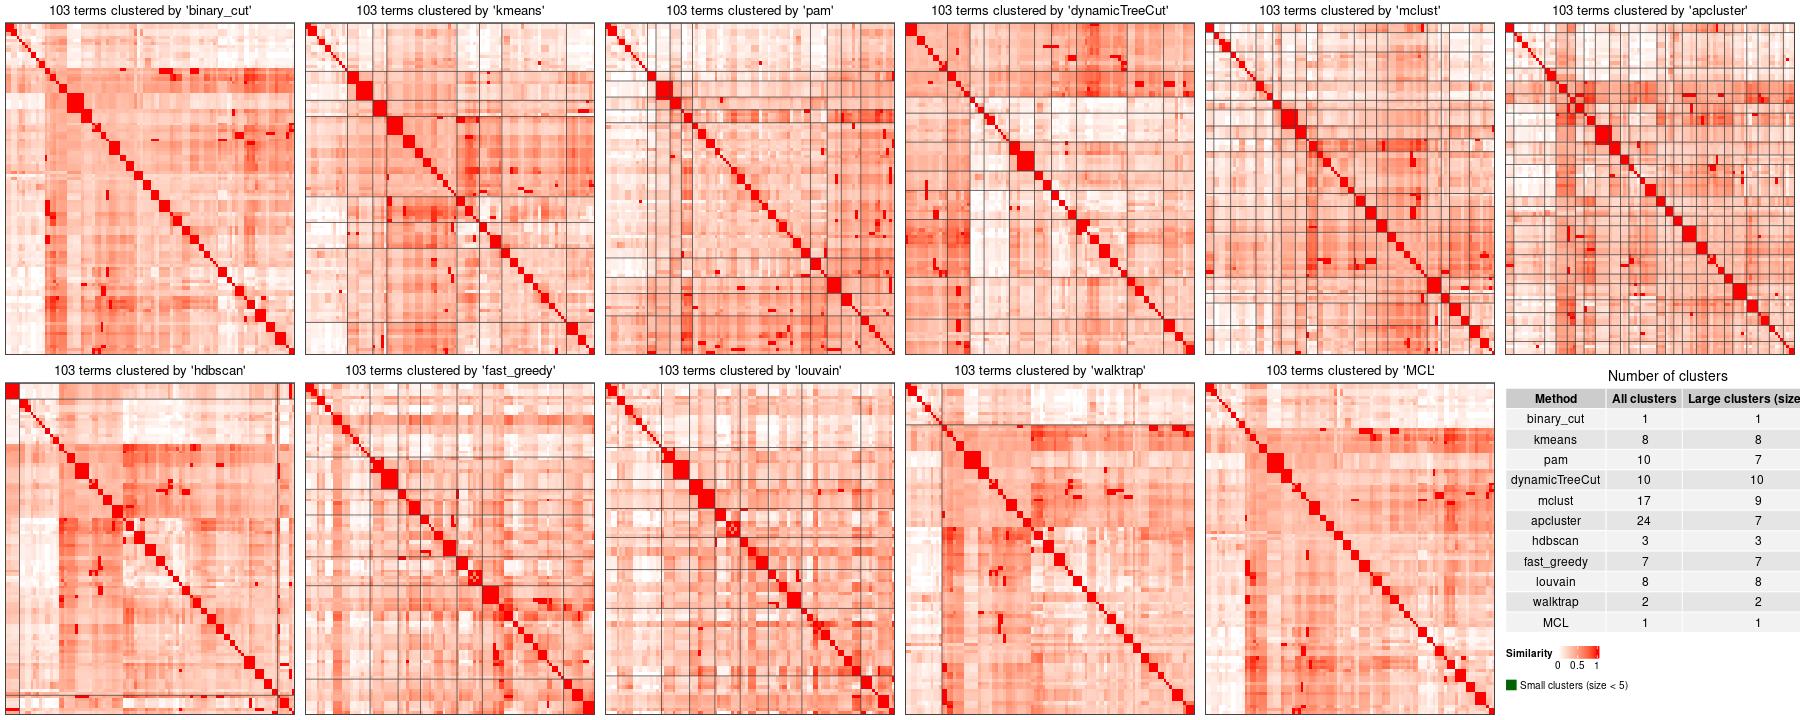 103 terms clustered by 'binary_cut'
103 terms clustered by 'kmeans'
103 terms clustered by 'pam'
103 terms clustered by 'dynamicTreeCut'
103 terms clustered by 'mclust'
103 terms clustered by 'apcluster'
103 terms clustered by 'hdbscan'
103 terms clustered by 'fast_greedy'
103 terms clustered by 'louvain'
103 terms clustered by 'walktrap'
103 terms clustered by 'MCL'
Number of clusters
Method All clusters Large clusters (size
binary_cut 1 1
kmeans 8 8
pam 10 7
dynamicTreeCut 10 10
mclust 17 9
apcluster 24 7
hdbscan 3 3
fast_greedy 7 7
louvain 8 8
walktrap 2 2
MCL 1 1
Similarity
0 0.5 1
Small clusters (size < 5)